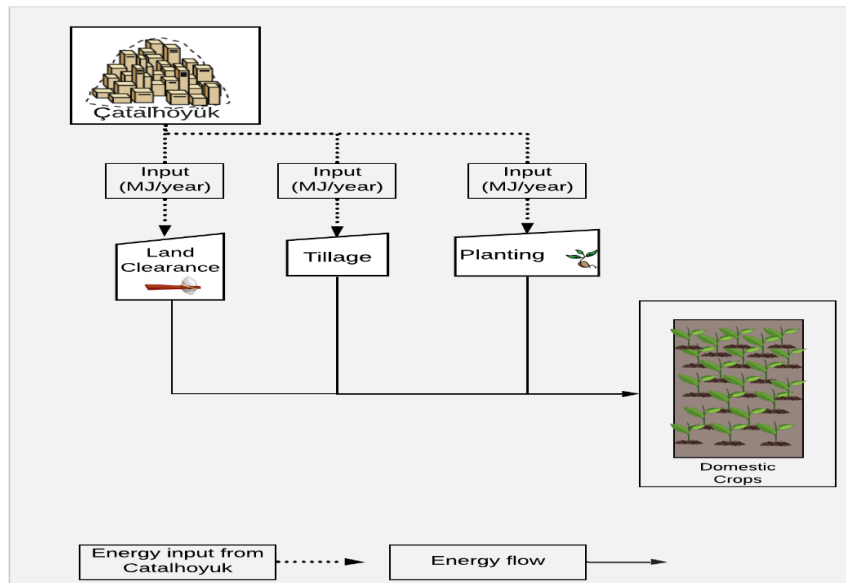 Çatalhöyük
Input
(MJ/year)
Input
(MJ/year)
Input
(MJ/year)
Land
Clearance
Tillage
Planting
Domestic
Crops
Energy input from
Catalhoyuk
Energy flow